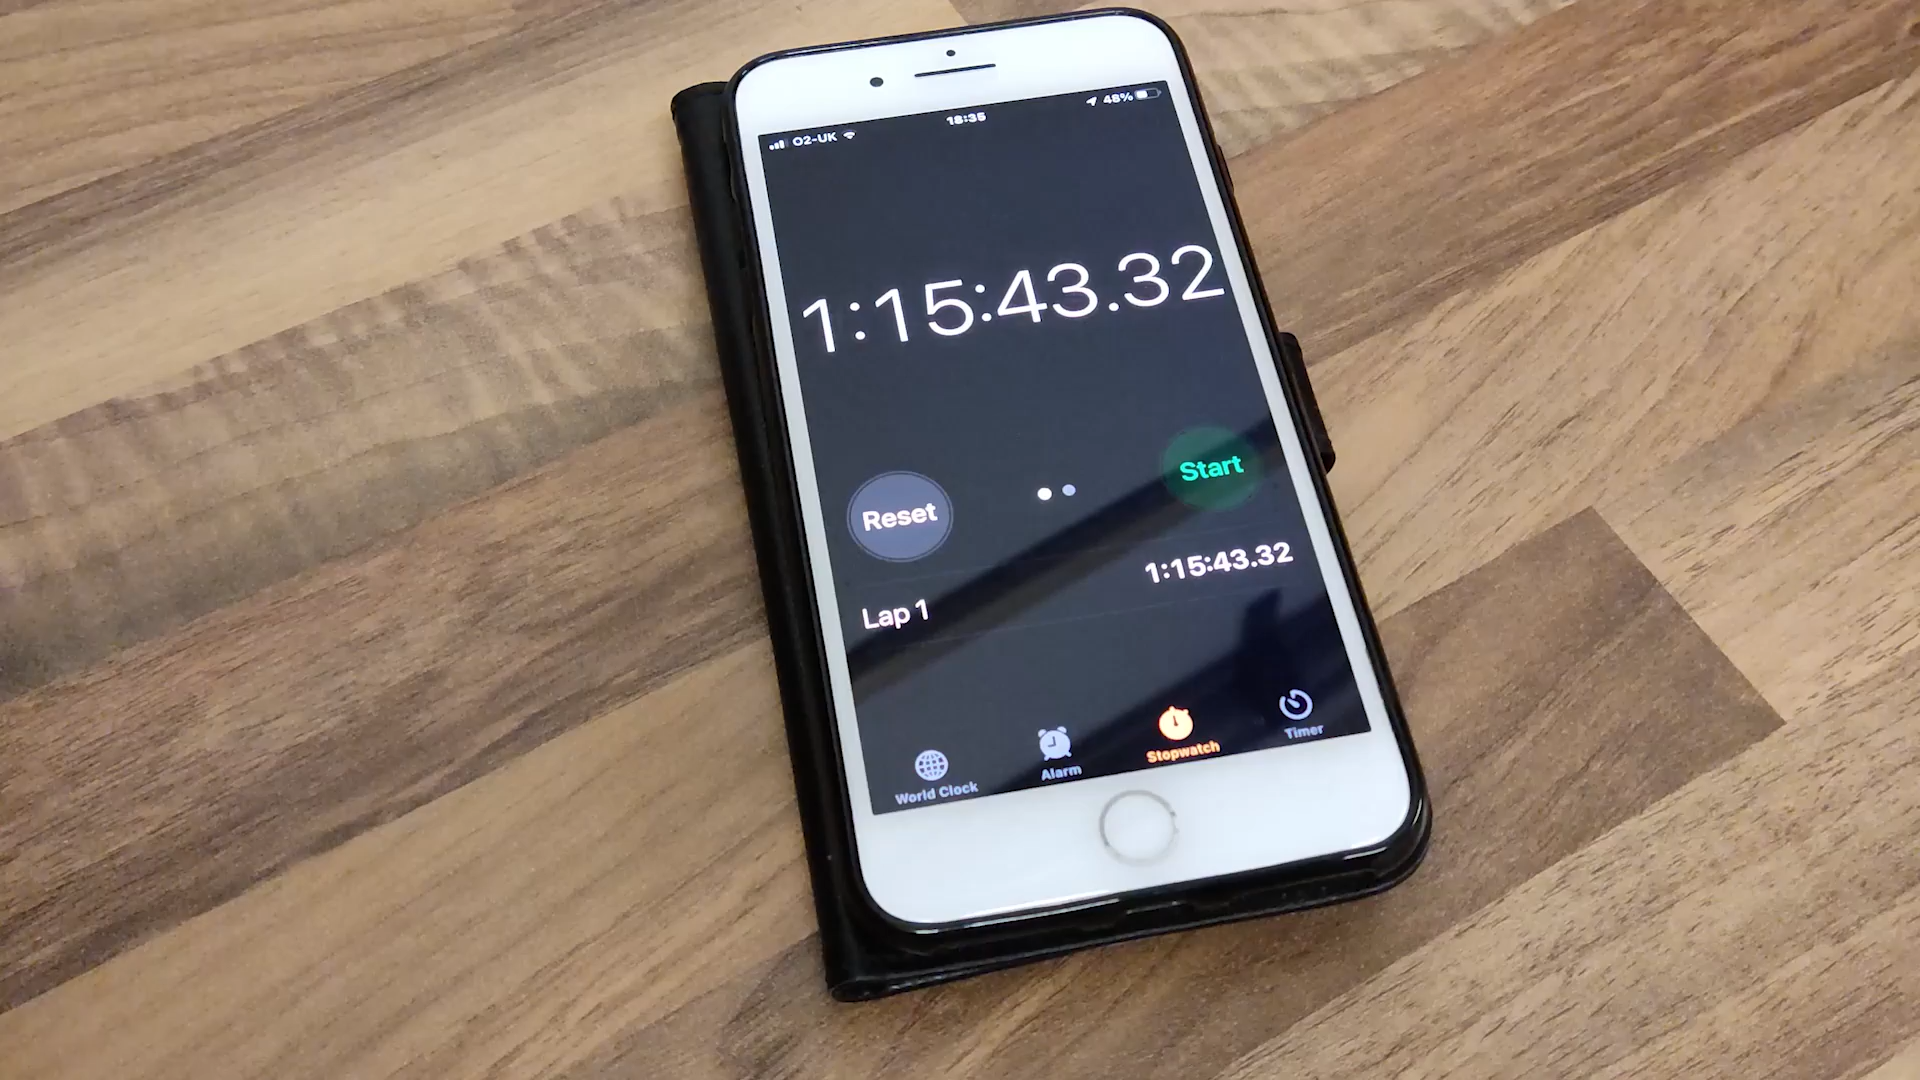 O2-UK 18:35 48%
1:15:43.32
Reset Start
Lap 1 1:15:43.32
World Clock Alarm Stopwatch Timer